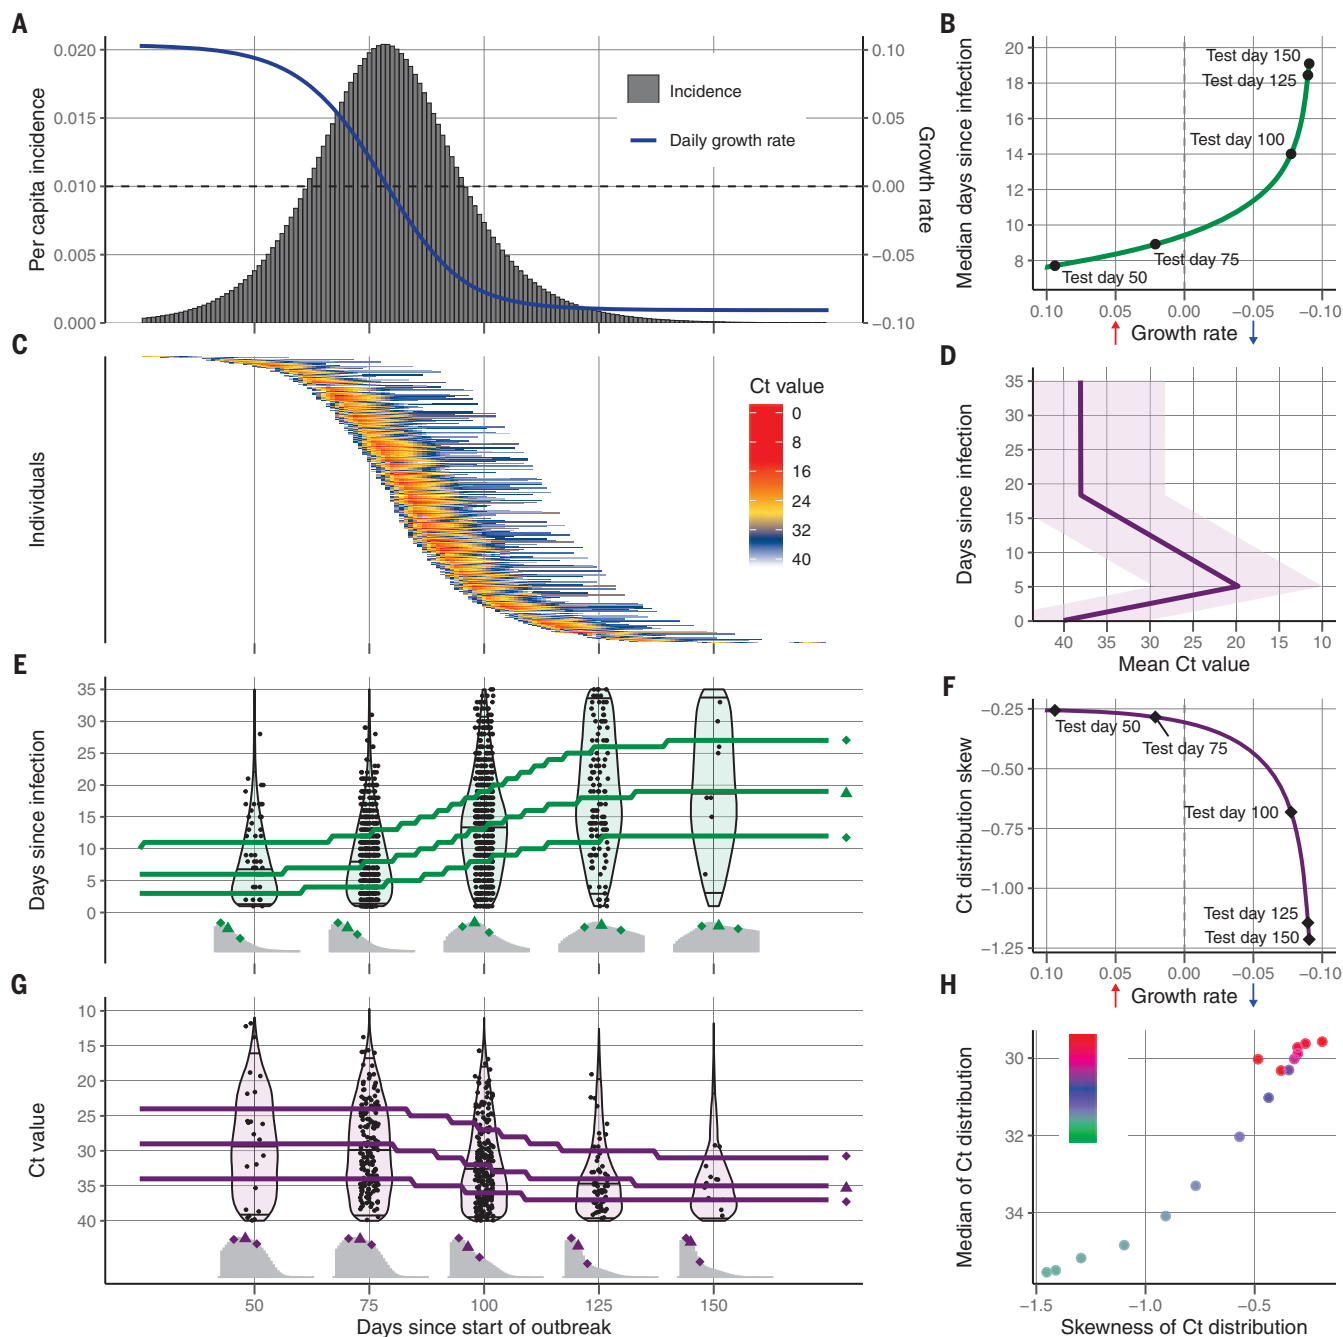 A
0.020
0.015
0.010
0.005
0.000
Per capita incidence
Incidence
Daily growth rate
0.10
0.05
0.00
−0.05
−0.10
Growth rate
B
20
18
16
14
12
10
8
Median days since infection
Test day 150
Test day 125
Test day 100
Test day 75
Test day 50
0.10 0.05 0.00 −0.05 −0.10
Growth rate
C
Individuals
Ct value
0
8
16
24
32
40
D
35
30
25
20
15
10
5
0
Days since infection
40 35 30 25 20 15 10
Mean Ct value
E
35
30
25
20
15
10
5
0
Days since infection
F
−0.25
−0.50
−0.75
−1.00
−1.25
Ct distribution skew
Test day 50
Test day 75
Test day 100
Test day 125
Test day 150
0.10 0.05 0.00 −0.05 −0.10
Growth rate
G
10
15
20
25
30
35
40
Ct value
50 75 100 125 150
Days since start of outbreak
H
30
32
34
Median of Ct distribution
−1.5 −1.0 −0.5
Skewness of Ct distribution